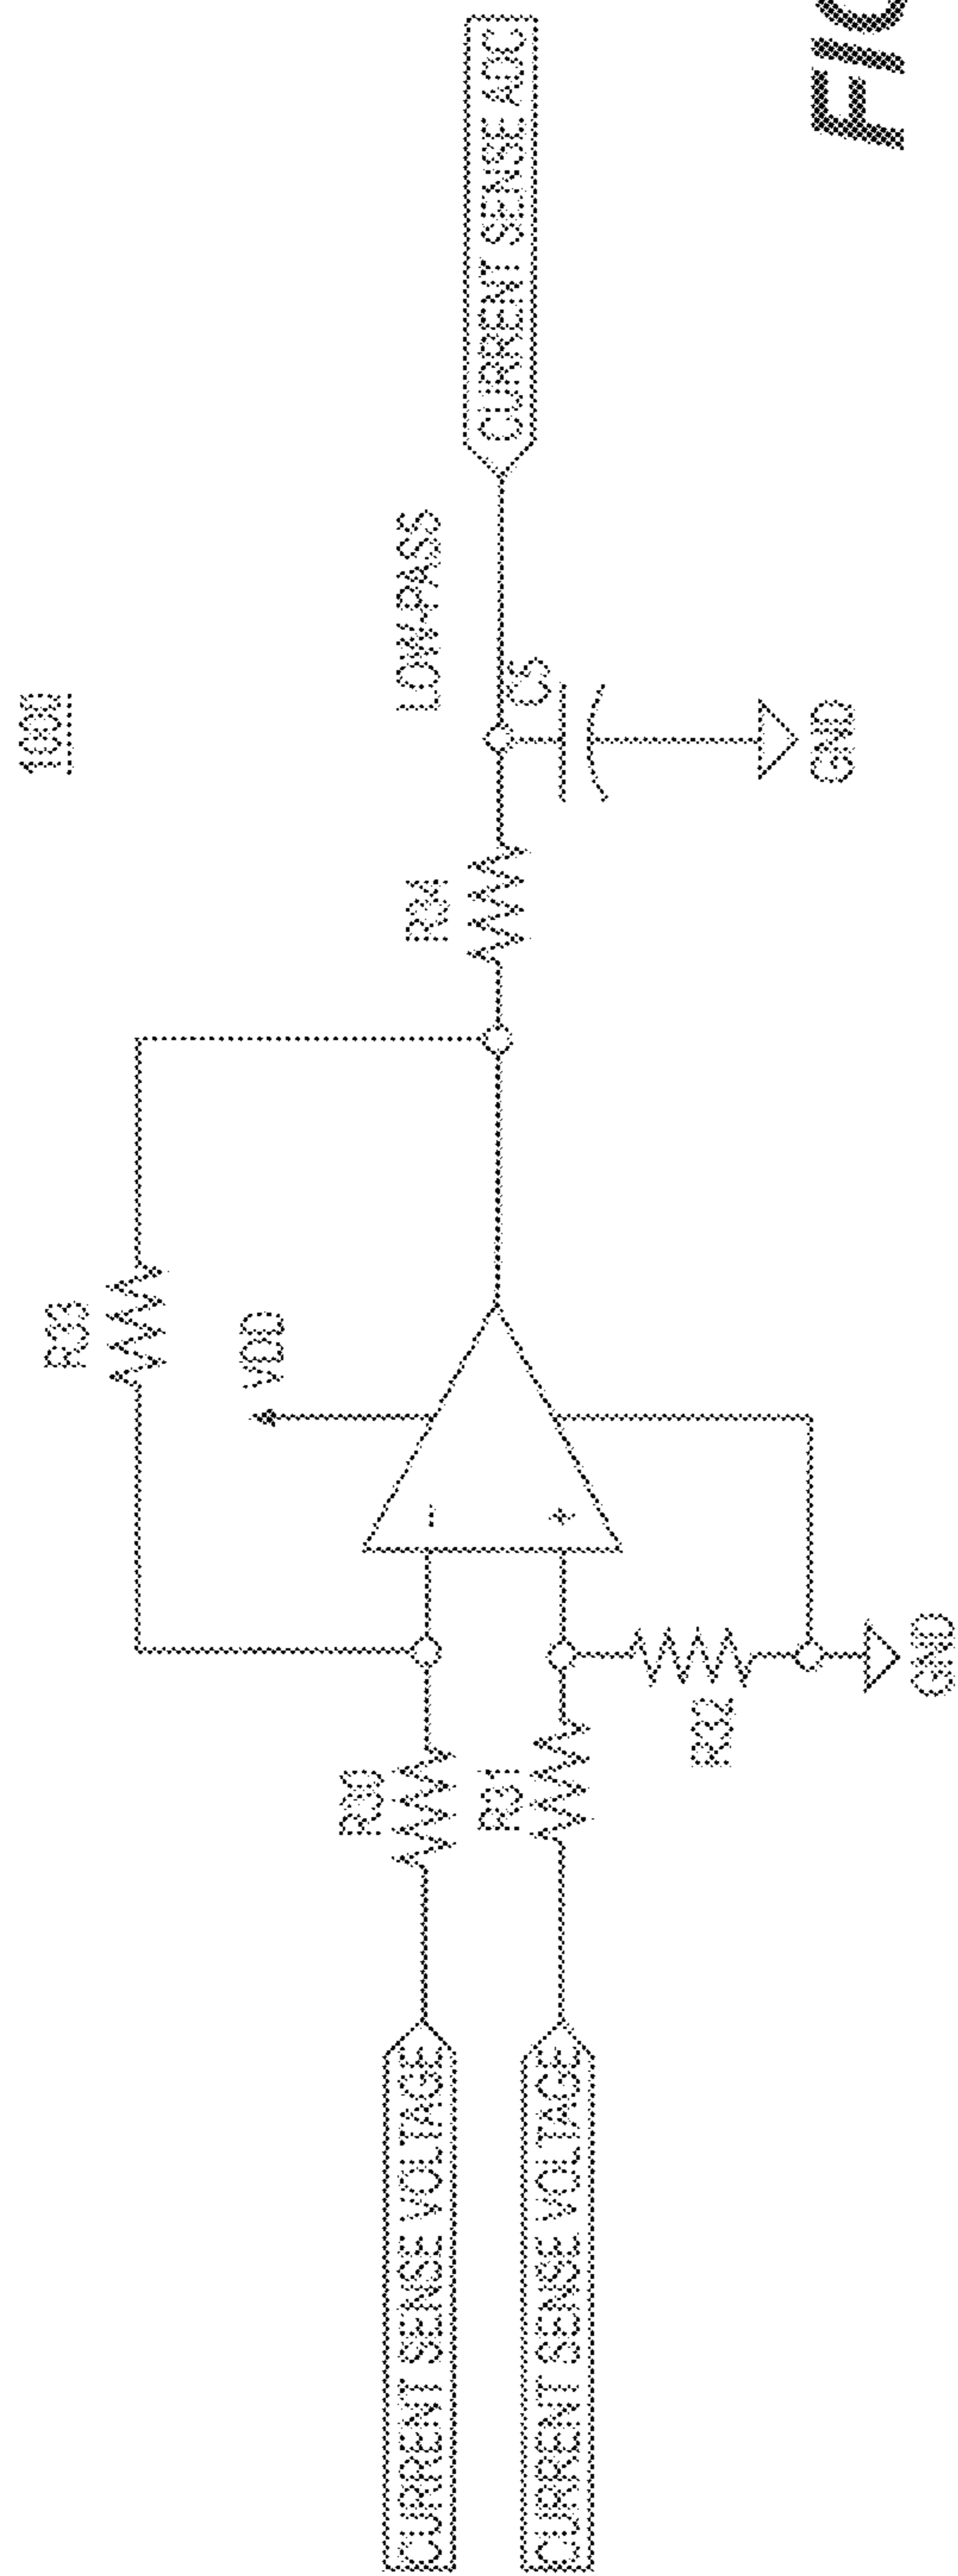 1000
R33
VDD
R34
LOW-PASS
R30
CURRENT SENSE VOLTAGE
CURRENT SENSE ADC
R31
CURRENT SENSE VOLTAGE
C5
R32
GND
GND